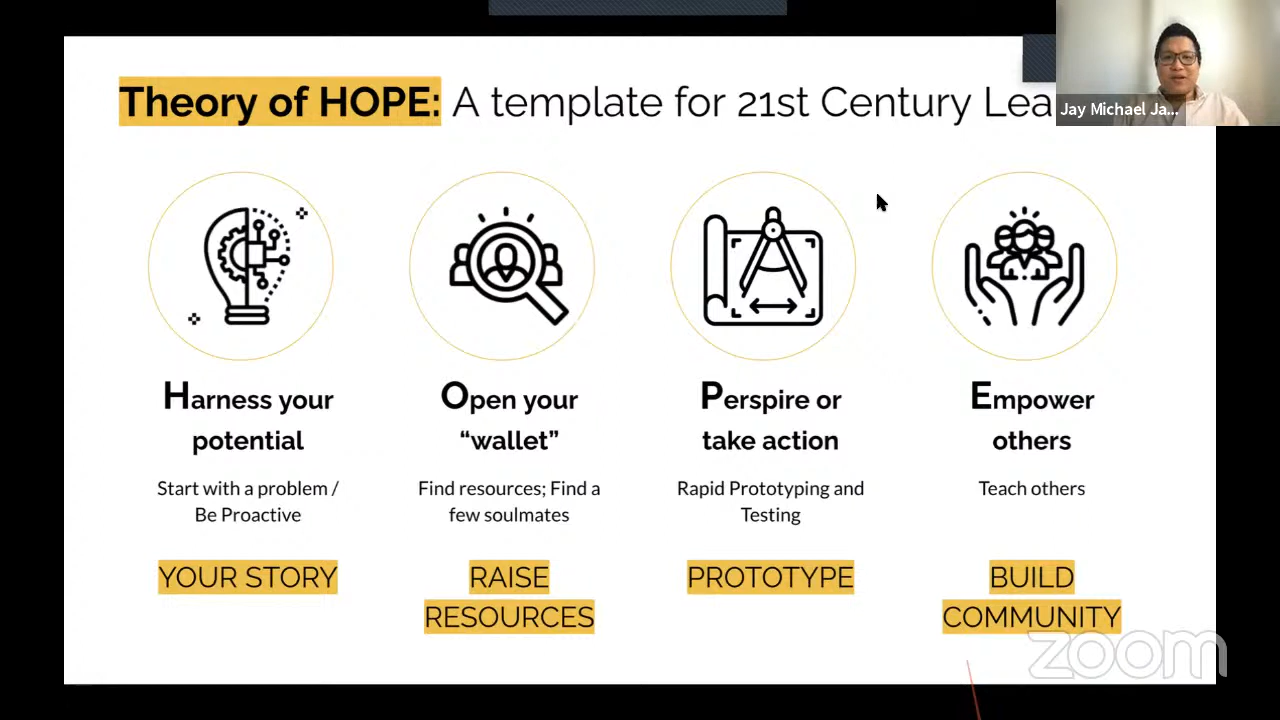 Theory of HOPE: A template for 21st Century Lea
Jay Michael Ja...
Harness your
potential
Start with a problem /
Be Proactive
YOUR STORY
Open your
“wallet”
Find resources; Find a
few soulmates
RAISE
RESOURCES
Perspire or
take action
Rapid Prototyping and
Testing
PROTOTYPE
Empower
others
Teach others
BUILD
COMMUNITY
zoom